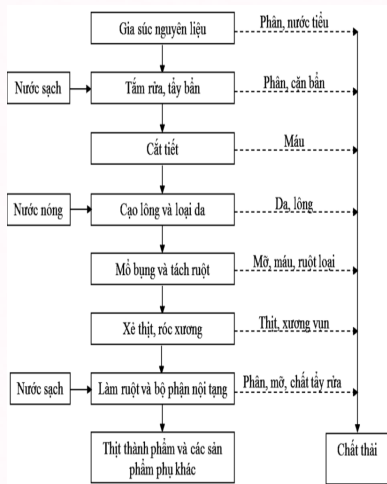 Gia súc nguyên liệu
Phân, nước tiểu
Nước sạch
Tắm rửa, tẩy bẩn
Phân, căn bẩn
Cắt tiết
Máu
Nước nóng
Cạo lông và loại da
Da, lông
Mổ bụng và tách ruột
Mỡ, máu, ruột loại
Xẻ thịt, róc xương
Thịt, xương vun
Nước sạch
Làm ruột và bộ phận nội tạng
Phân, mỡ, chất tẩy rửa
Thịt thành phẩm và các sản
phẩm phụ khác
Chất thải